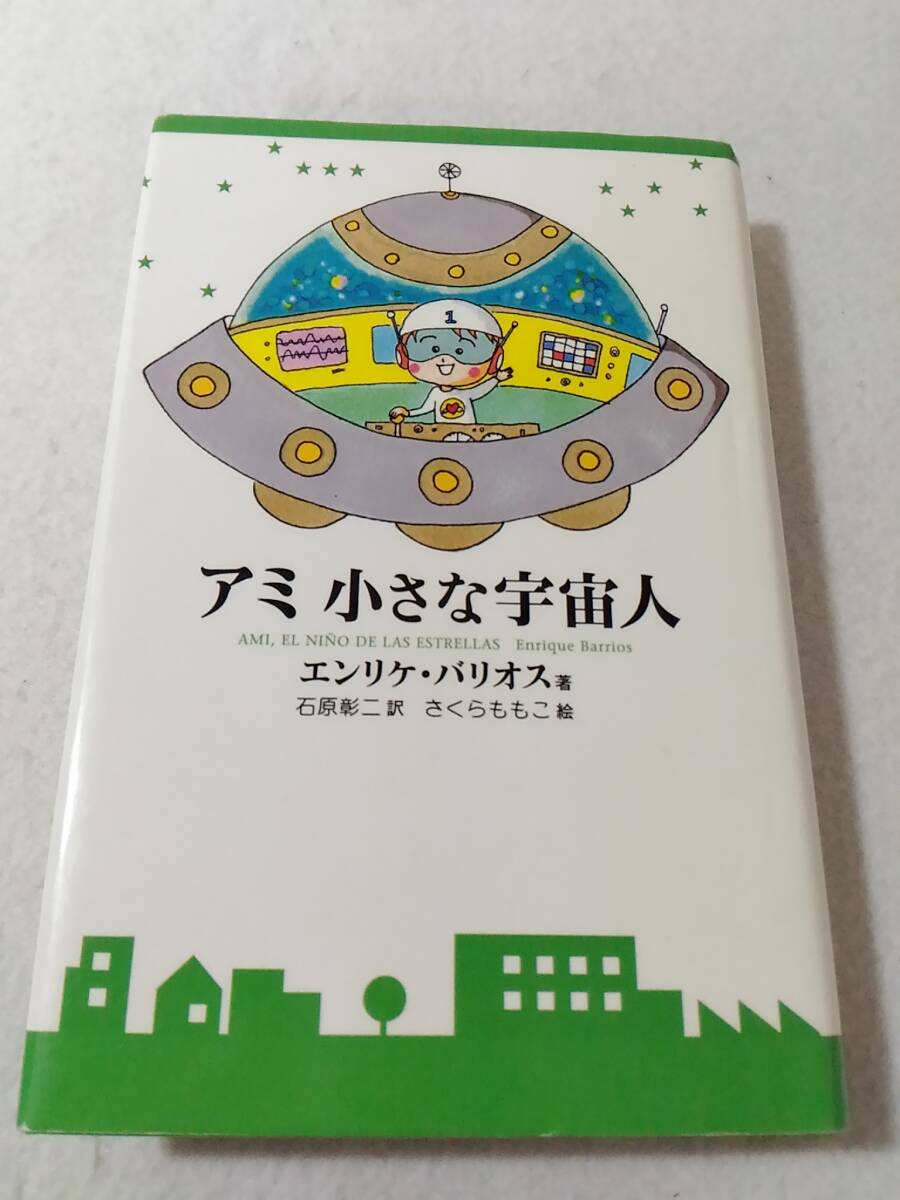 1
アミ 小さな宇宙人
AMI, EL NIÑO DE LAS ESTRELLAS Enrique Barrios
エンリケ・バリオス著
石原彰二訳 さくらももこ絵